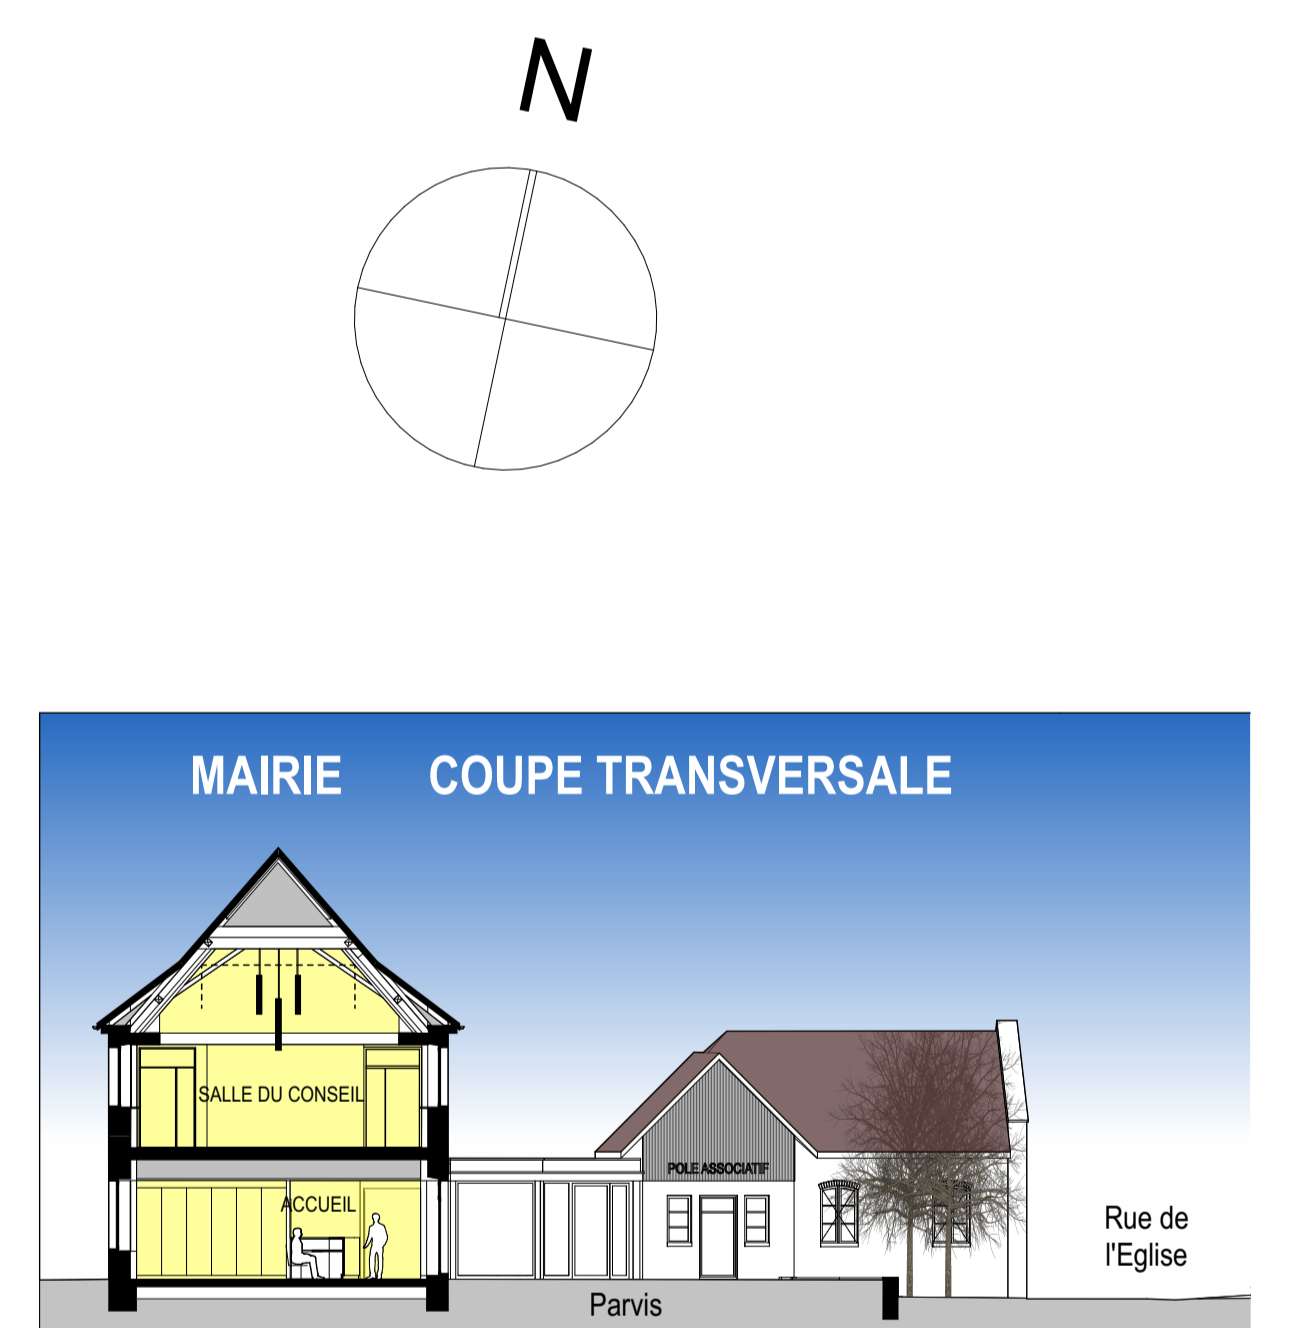 N
MAIRIE COUPE TRANSVERSALE
SALLE DU CONSEIL
POLE ASSOCIATIF
ACCUEIL
Rue de
l'Eglise
Parvis